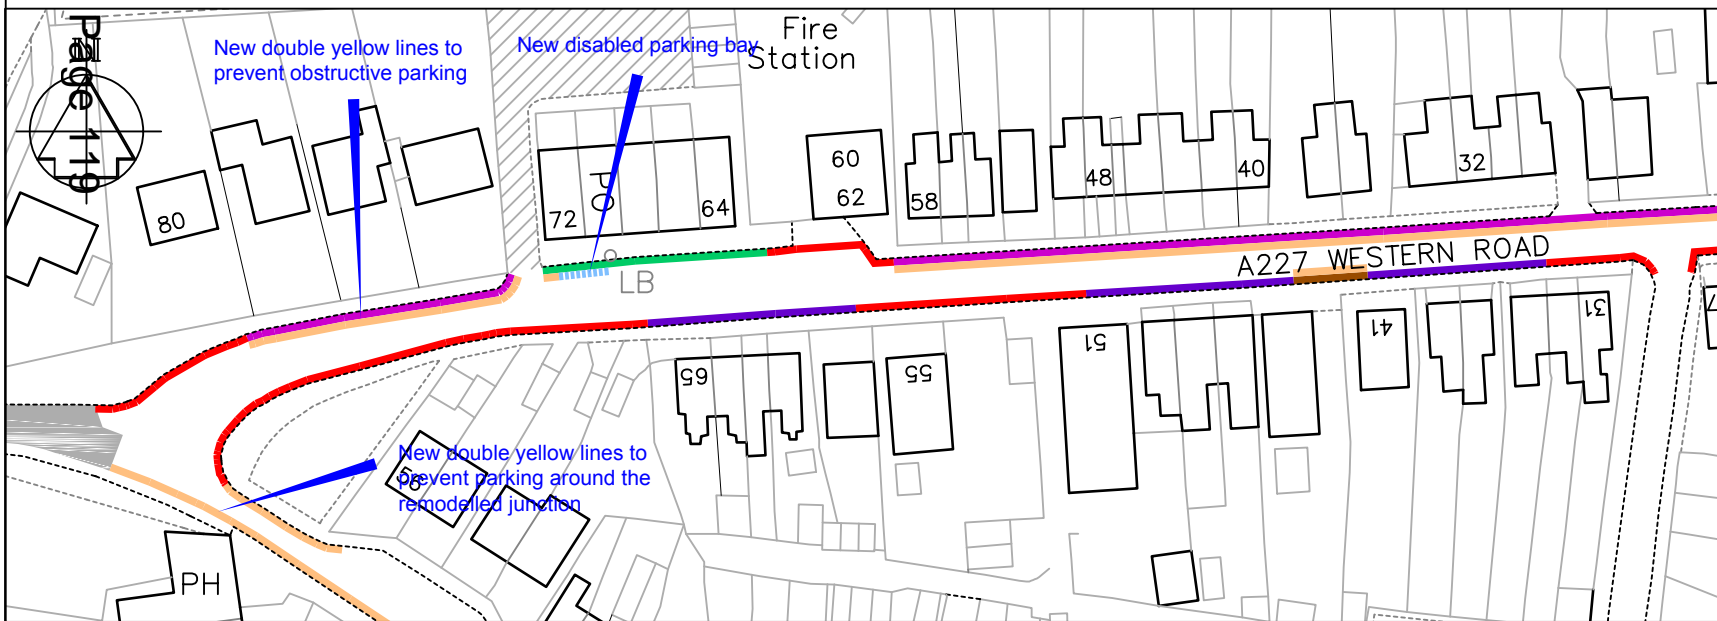 Page 119
N
New double yellow lines to
prevent obstructive parking
New disabled parking bay
Fire
Station
80
72
PO
64
60
62
58
48
40
32
LB
A227 WESTERN ROAD
65
55
51
41
31
56
New double yellow lines to
prevent parking around the
remodelled junction
PH